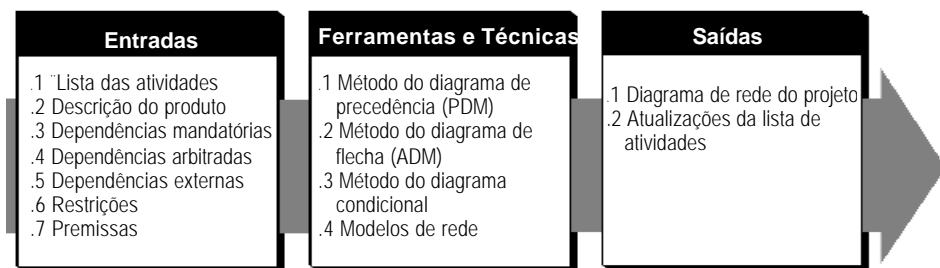 Entradas
.1 ¨Lista das atividades
.2 Descrição do produto
.3 Dependências mandatórias
.4 Dependências arbitradas
.5 Dependências externas
.6 Restrições
.7 Premissas
Ferramentas e Técnicas
.1 Método do diagrama de
precedência (PDM)
.2 Método do diagrama de
flecha (ADM)
.3 Método do diagrama
condicional
.4 Modelos de rede
Saídas
.1 Diagrama de rede do projeto
.2 Atualizações da lista de
atividades